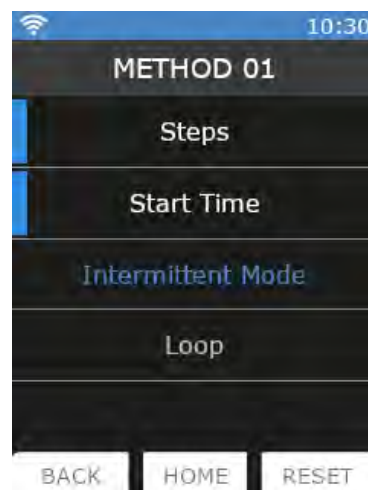 10:30
METHOD 01
Steps
Start Time
Intermittent Mode
Loop
BACK HOME RESET